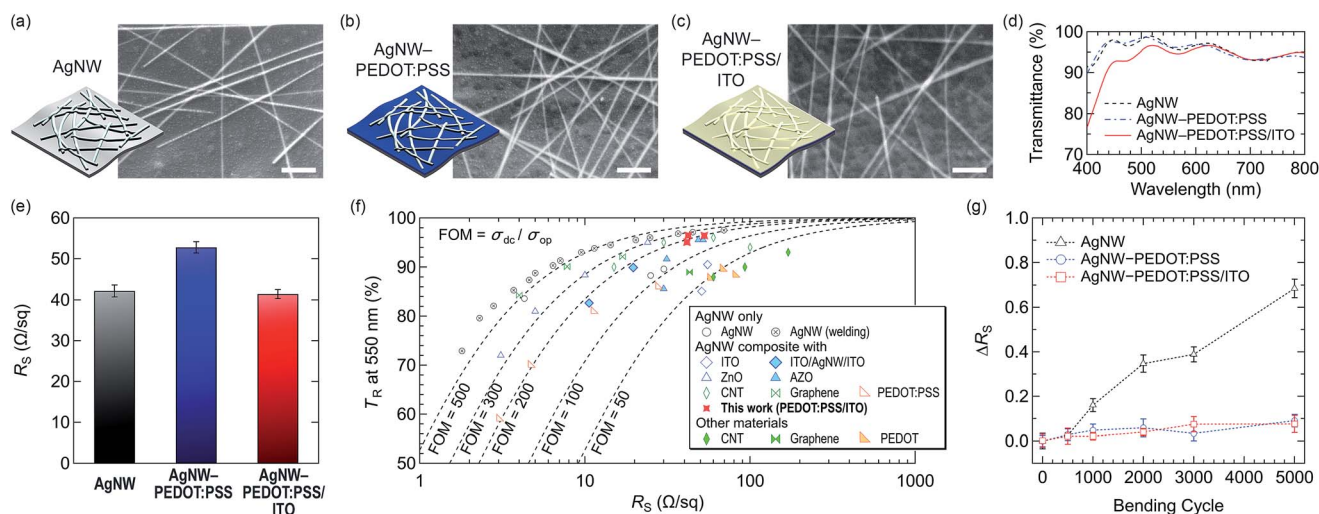 (a)
AgNW
(b)
AgNW–
PEDOT:PSS
(c)
AgNW–
PEDOT:PSS/
ITO
(d)
Transmittance (%)
100
90
80
70
400
500
600
700
800
Wavelength (nm)
AgNW
AgNW–PEDOT:PSS
AgNW–PEDOT:PSS/ITO
(e)
RS (Ω/sq)
60
50
40
30
20
10
0
AgNW
AgNW–
PEDOT:PSS
AgNW–
PEDOT:PSS/
ITO
(f)
TR at 550 nm (%)
100
90
80
70
60
50
FOM = σdc / σop
FOM = 500
FOM = 300
FOM = 200
FOM = 100
FOM = 50
AgNW only
AgNW AgNW (welding)
AgNW composite with
ITO ITO/AgNW/ITO
ZnO AZO
CNT Graphene PEDOT:PSS
This work (PEDOT:PSS/ITO)
Other materials
CNT Graphene PEDOT
1 10 100 1000
RS (Ω/sq)
(g)
ΔRS
1.0
0.8
0.6
0.4
0.2
0.0
AgNW
AgNW–PEDOT:PSS
AgNW–PEDOT:PSS/ITO
0 1000 2000 3000 4000 5000
Bending Cycle